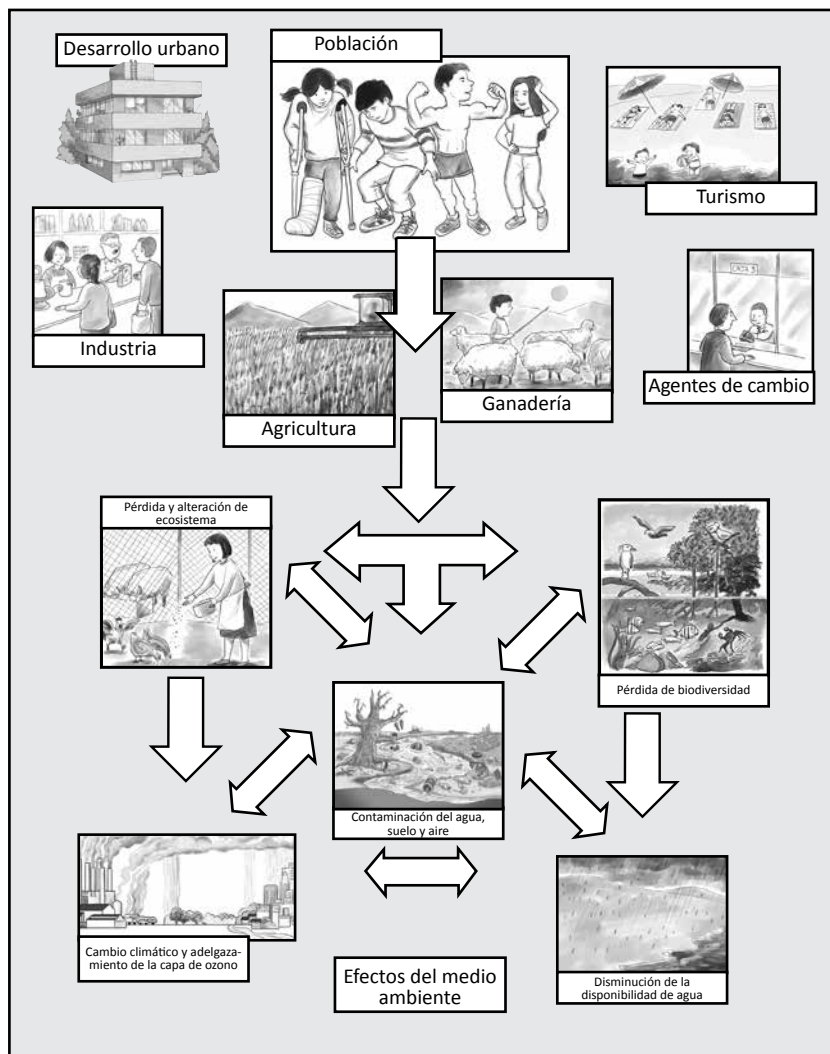 Desarrollo urbano
Población
Turismo
Industria
CAJA 3
Agentes de cambio
Agricultura
Ganadería
Pérdida y alteración de
ecosistema
Pérdida de biodiversidad
Contaminación del agua,
suelo y aire
Cambio climático y adelgaza-
miento de la capa de ozono
Efectos del medio
ambiente
Disminución de la
disponibilidad de agua